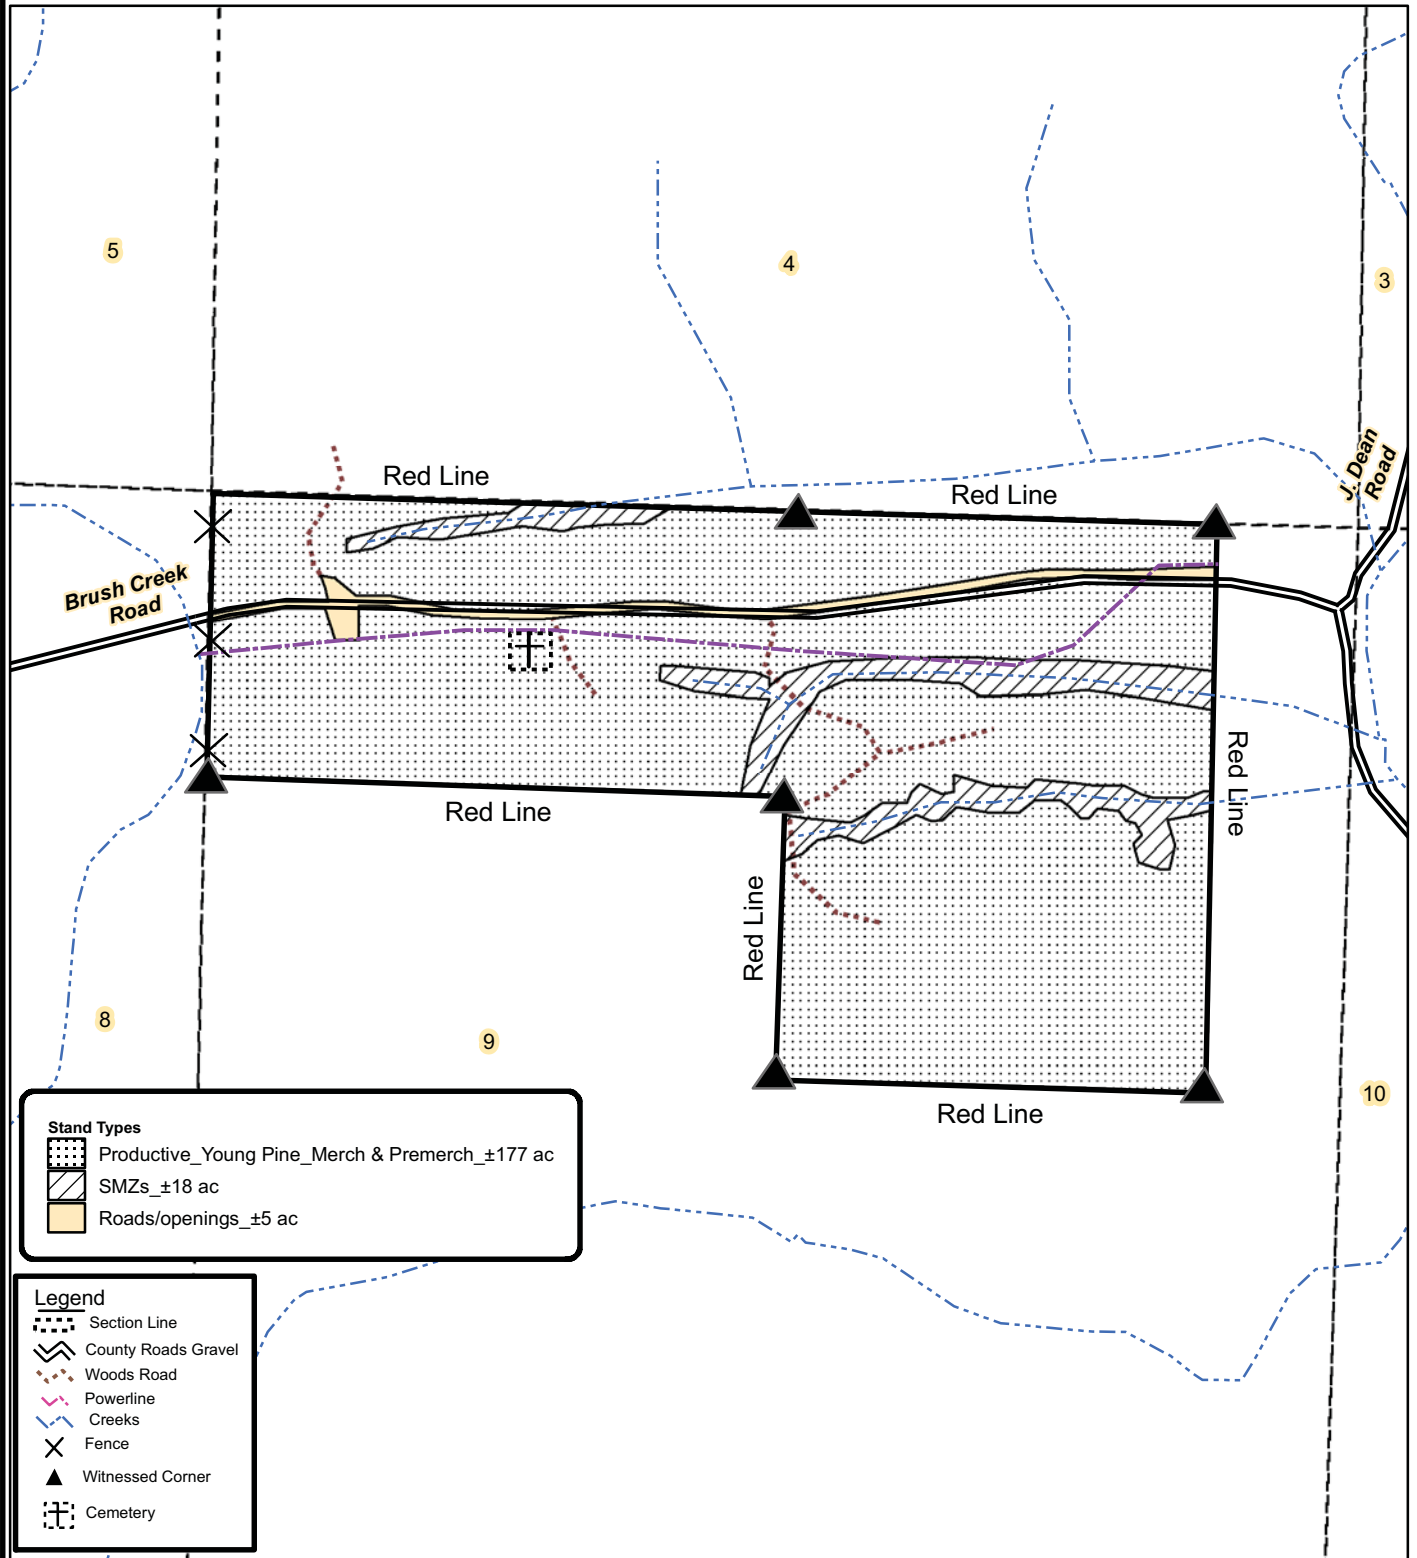 5
4
3
J. Dean
Road
Red Line
Red Line
Brush Creek
Road
Red Line
Red Line
Red Line
8
9
10
Red Line
Stand Types
Productive_Young Pine_Merch & Premerch_±177 ac
SMZs_±18 ac
Roads/openings_±5 ac
Legend
Section Line
County Roads Gravel
Woods Road
Powerline
Creeks
Fence
Witnessed Corner
Cemetery